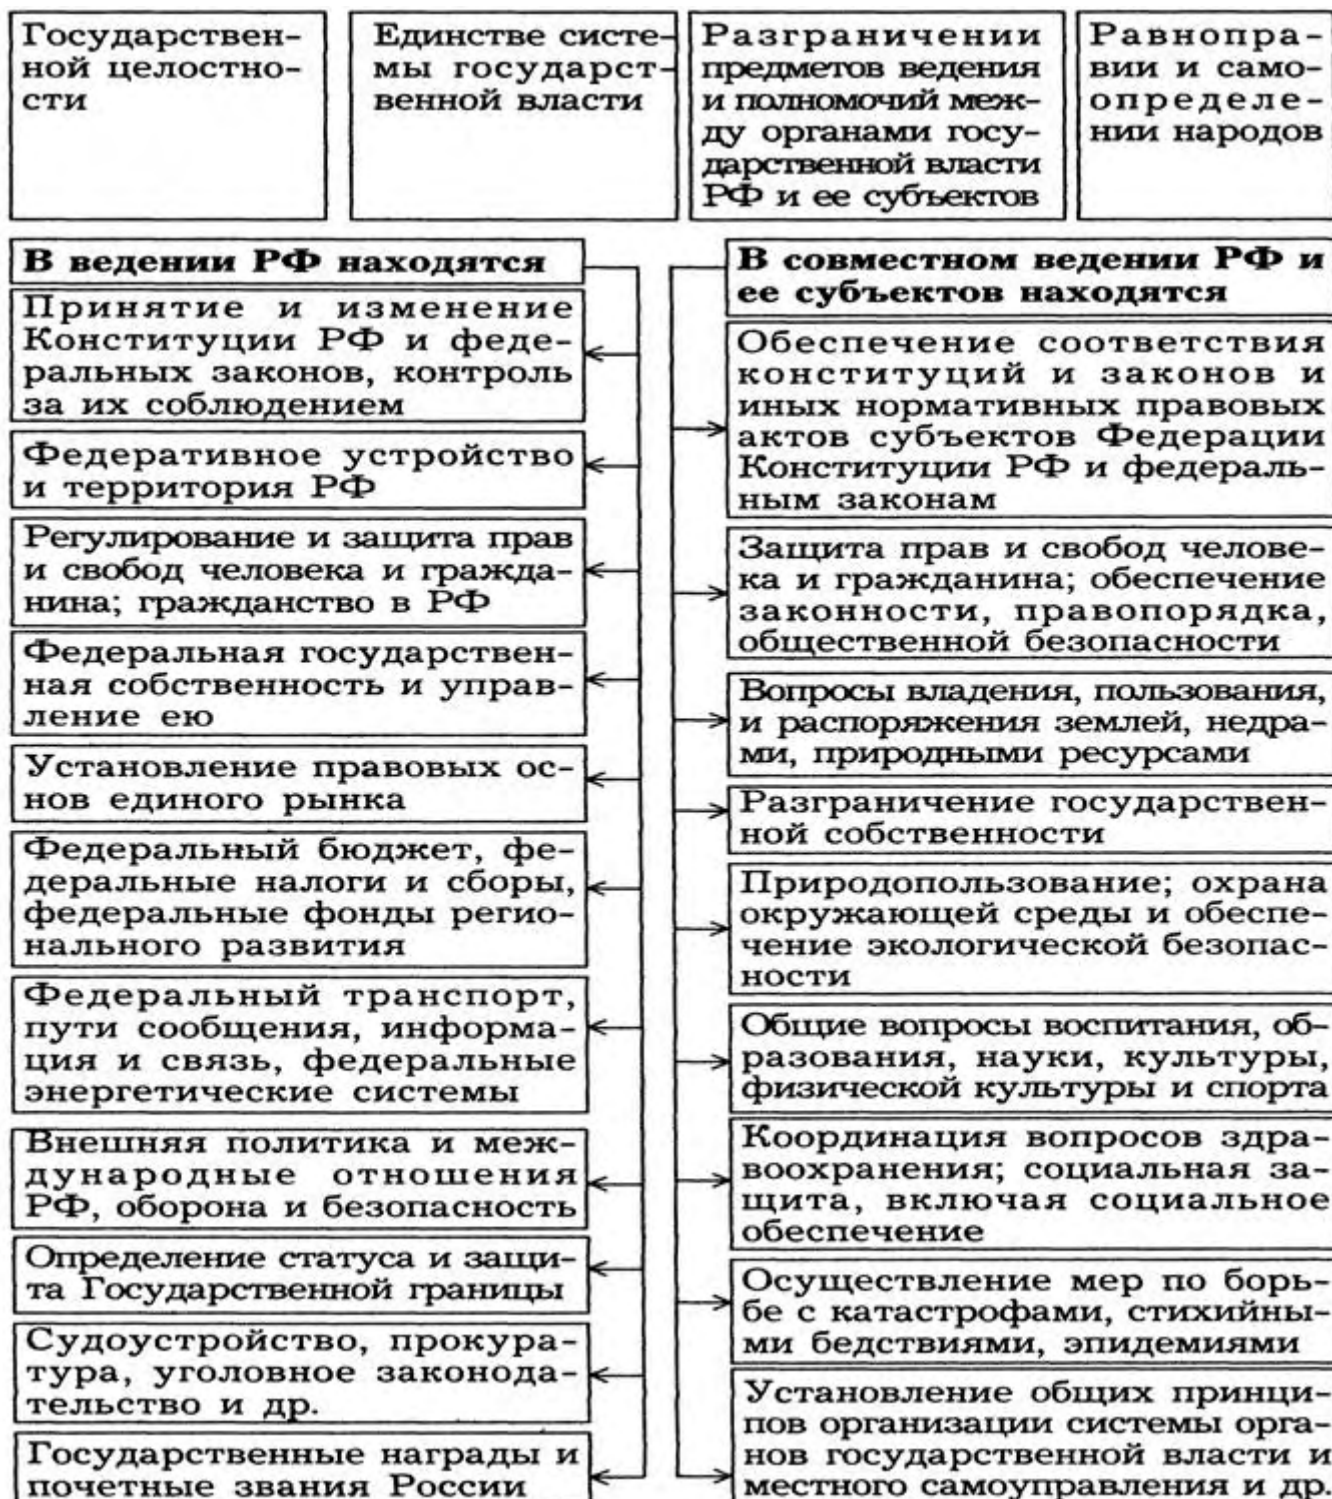 Государствен-
ной целостно-
сти
Единстве систе-
мы государст-
венной власти
Разграничении
предметов ведения
и полномочий меж-
ду органами госу-
дарственной власти
РФ и ее субъектов
Равнопра-
вии и само-
определе-
нии народов
В ведении РФ находятся
Принятие и изменение
Конституции РФ и феде-
ральных законов, контроль
за их соблюдением
Федеративное устройство
и территория РФ
Регулирование и защита прав
и свобод человека и гражда-
нина; гражданство в РФ
Федеральная государствен-
ная собственность и управ-
ление ею
Установление правовых ос-
нов единого рынка
Федеральный бюджет, фе-
деральные налоги и сборы,
федеральные фонды регио-
нального развития
Федеральный транспорт,
пути сообщения, информа-
ция и связь, федеральные
энергетические системы
Внешняя политика и меж-
дународные отношения
РФ, оборона и безопасность
Определение статуса и защи-
та Государственной границы
Судоустройство, прокура-
тура, уголовное законода-
тельство и др.
Государственные награды и
почетные звания России
В совместном ведении РФ и
ее субъектов находятся
Обеспечение соответствия
конституций и законов и
иных нормативных правовых
актов субъектов Федерации
Конституции РФ и федераль-
ным законам
Защита прав и свобод челове-
ка и гражданина; обеспечение
законности, правопорядка,
общественной безопасности
Вопросы владения, пользования,
и распоряжения землей, недра-
ми, природными ресурсами
Разграничение государствен-
ной собственности
Природопользование; охрана
окружающей среды и обеспе-
чение экологической безопас-
ности
Общие вопросы воспитания, об-
разования, науки, культуры,
физической культуры и спорта
Координация вопросов здра-
воохранения; социальная за-
щита, включая социальное
обеспечение
Осуществление мер по борь-
бе с катастрофами, стихийны-
ми бедствиями, эпидемиями
Установление общих принци-
пов организации системы орга-
нов государственной власти и
местного самоуправления и др.